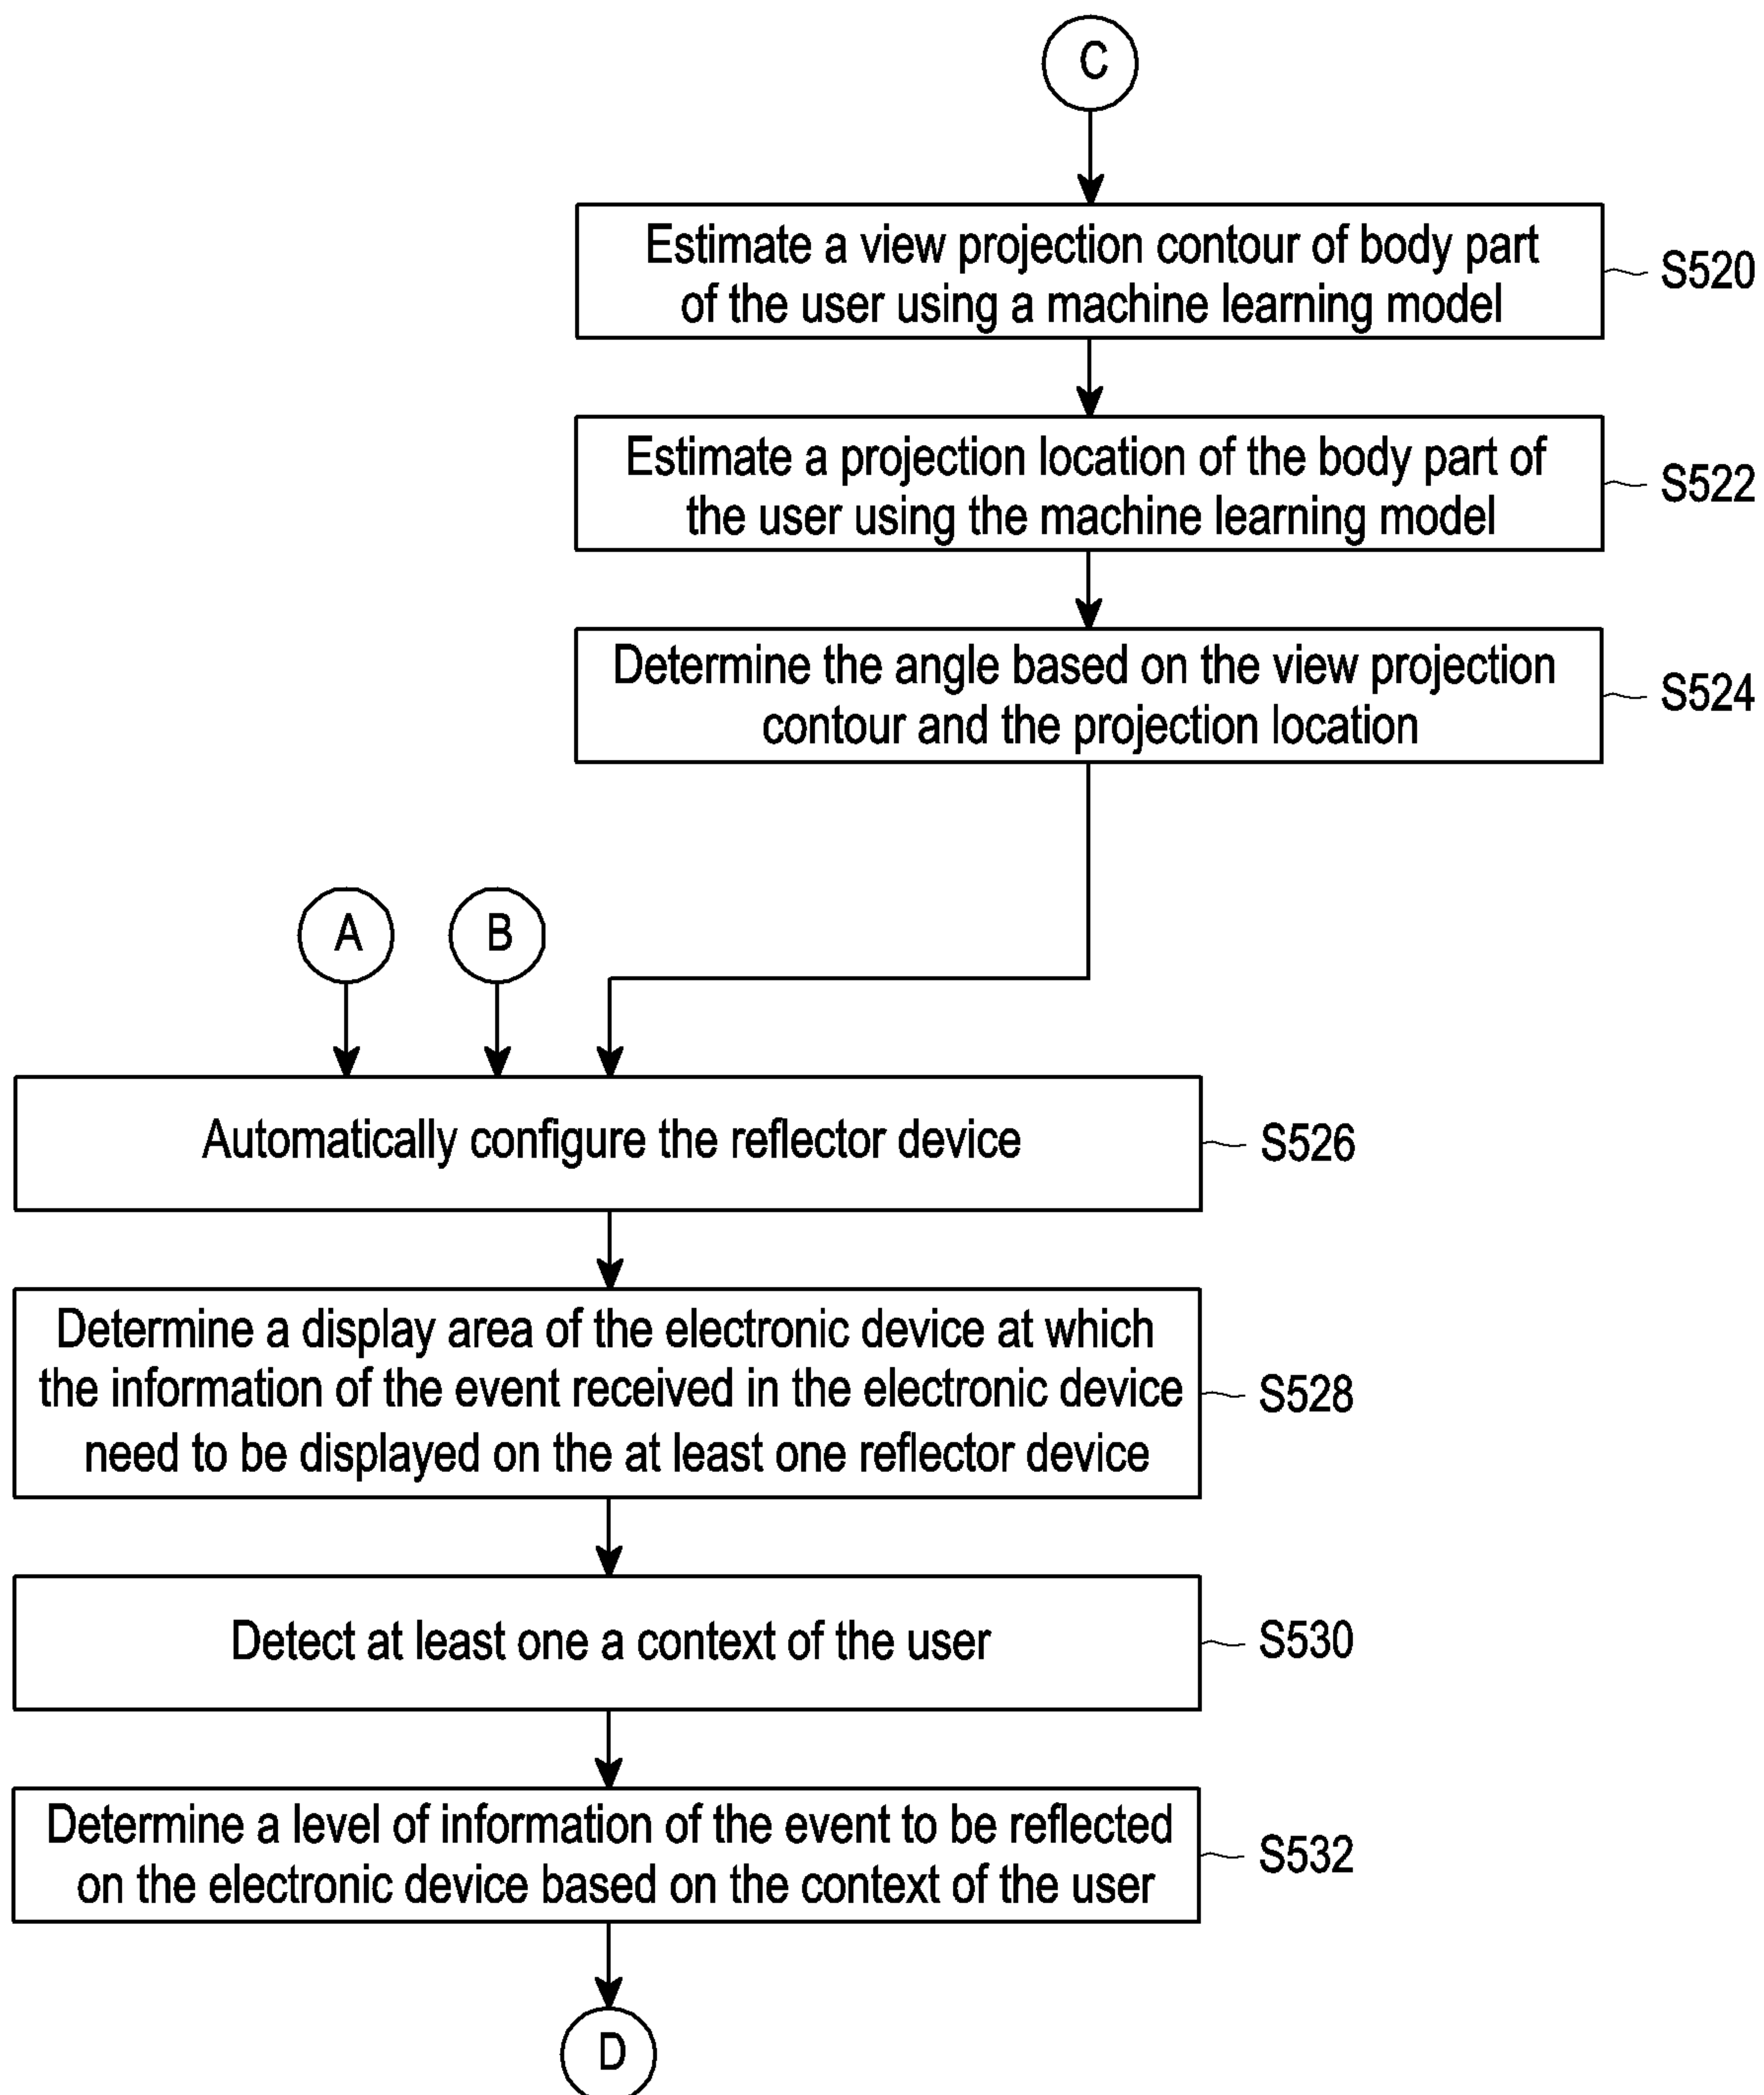 C
Estimate a view projection contour of body part
of the user using a machine learning model
S520
Estimate a projection location of the body part of
the user using the machine learning model
S522
Determine the angle based on the view projection
contour and the projection location
S524
A
B
Automatically configure the reflector device
S526
Determine a display area of the electronic device at which
the information of the event received in the electronic device
need to be displayed on the at least one reflector device
S528
Detect at least one a context of the user
S530
Determine a level of information of the event to be reflected
on the electronic device based on the context of the user
S532
D